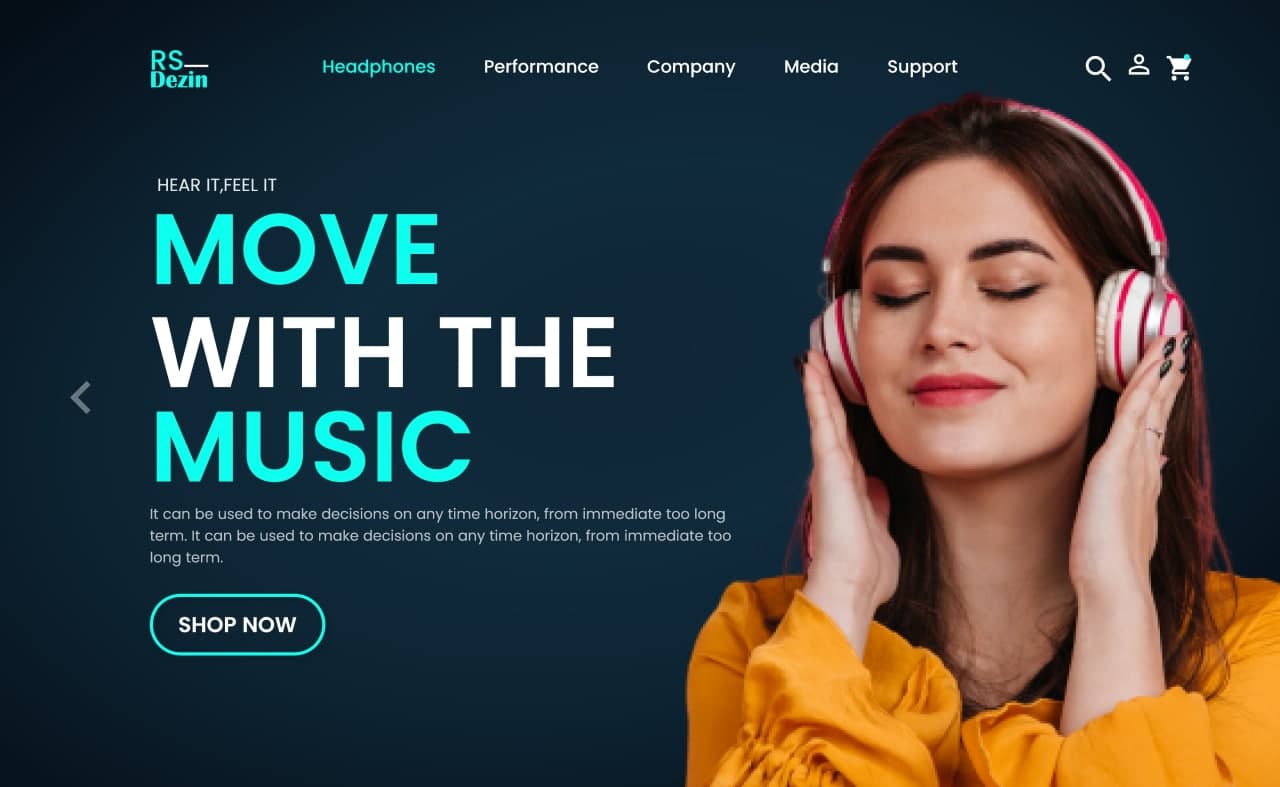 RS
Dezin
Headphones Performance Company Media Support
HEAR IT,FEEL IT
MOVE
WITH THE
MUSIC
It can be used to make decisions on any time horizon, from immediate too long
term. It can be used to make decisions on any time horizon, from immediate too
long term.
SHOP NOW